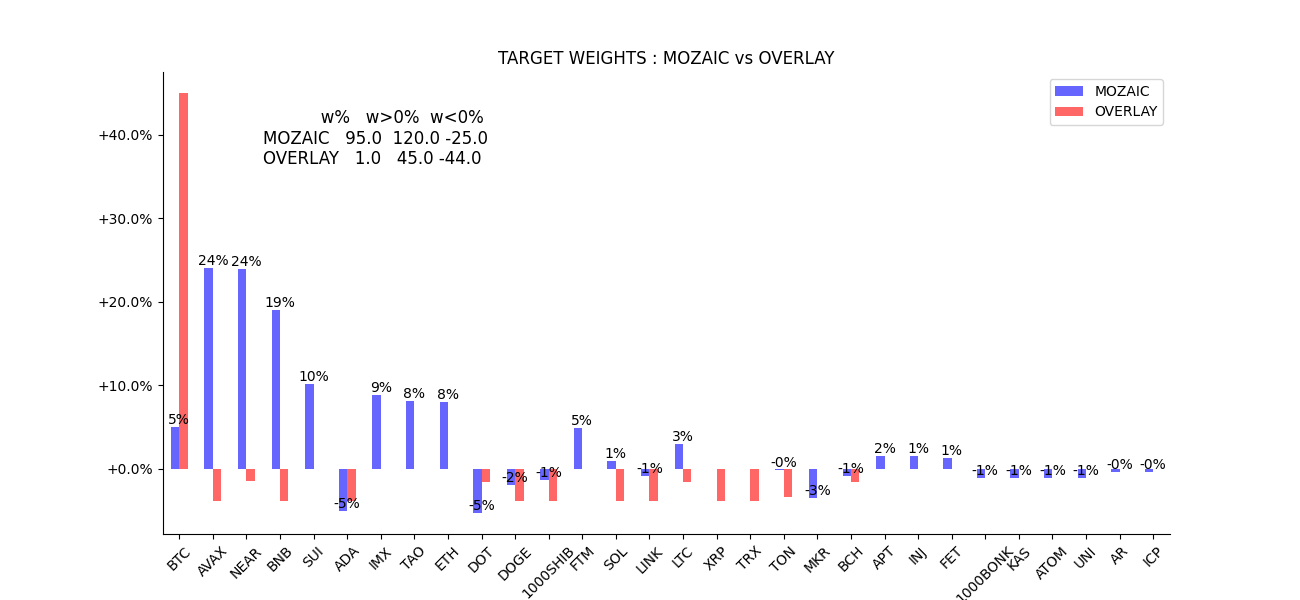 TARGET WEIGHTS : MOZAIC vs OVERLAY
MOZAIC
OVERLAY
w% w>0% w<0%
MOZAIC 95.0 120.0 -25.0
OVERLAY 1.0 45.0 -44.0
+40.0%
+30.0%
+20.0%
+10.0%
+0.0%
5%
24%
24%
19%
10%
-5%
9%
8%
8%
-5%
-2%
-1%
5%
1%
-1%
3%
-0%
-3%
-1%
2%
1%
1%
-1%
-1%
-1%
-1%
-0%
-0%
BTC
AVAX
NEAR
BNB
SUI
ADA
IMX
TAO
ETH
DOT
DOGE
1000SHIB
FTM
SOL
LINK
LTC
XRP
TRX
TON
MKR
BCH
APT
INJ
FET
1000BONK
KAS
ATOM
UNI
AR
ICP